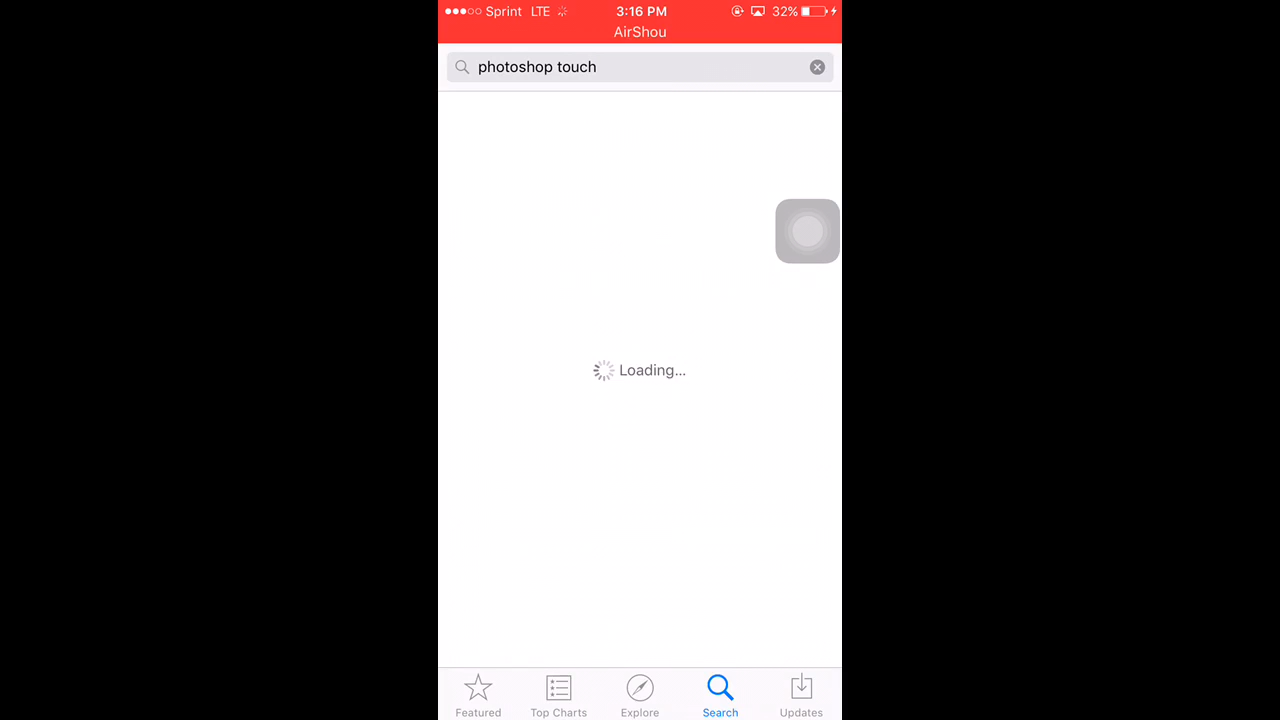 Sprint LTE 3:16 PM 32%
AirShou
photoshop touch
Loading...
Featured Top Charts Explore Search Updates